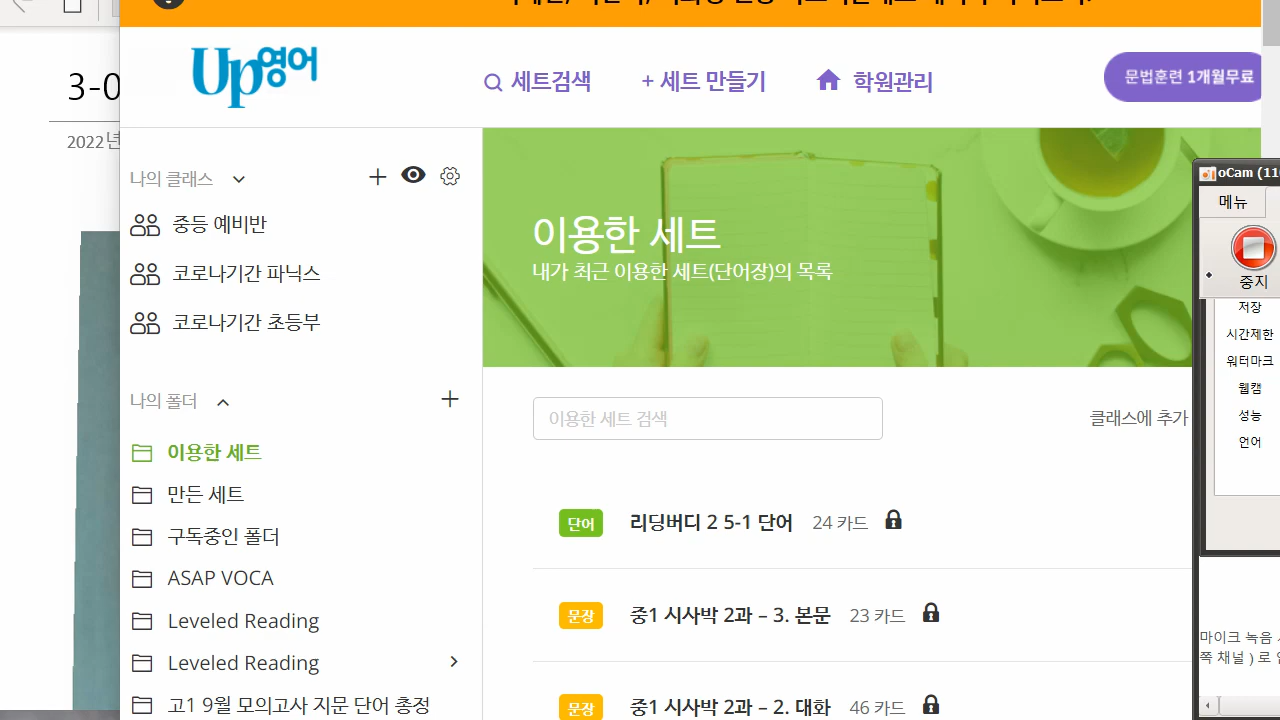 3-0
2022년
Up영어
세트검색
+ 세트 만들기
학원관리
문법훈련 1개월무료
나의 클래스
중등 예비반
코로나기간 파닉스
코로나기간 초등부
나의 폴더
이용한 세트
만든 세트
구독중인 폴더
ASAP VOCA
Leveled Reading
Leveled Reading
고1 9월 모의고사 지문 단어 총정
이용한 세트
내가 최근 이용한 세트(단어장)의 목록
이용한 세트 검색
클래스에 추가
단어 리딩버디 2 5-1 단어 24 카드
문장 중1 시사박 2과 – 3. 본문 23 카드
문장 중1 시사박 2과 – 2. 대화 46 카드
oCam (11
메뉴
중지
저장
시간제한
워터마크
웹캠
성능
언어
마이크 녹음
쪽 채널 ) 로